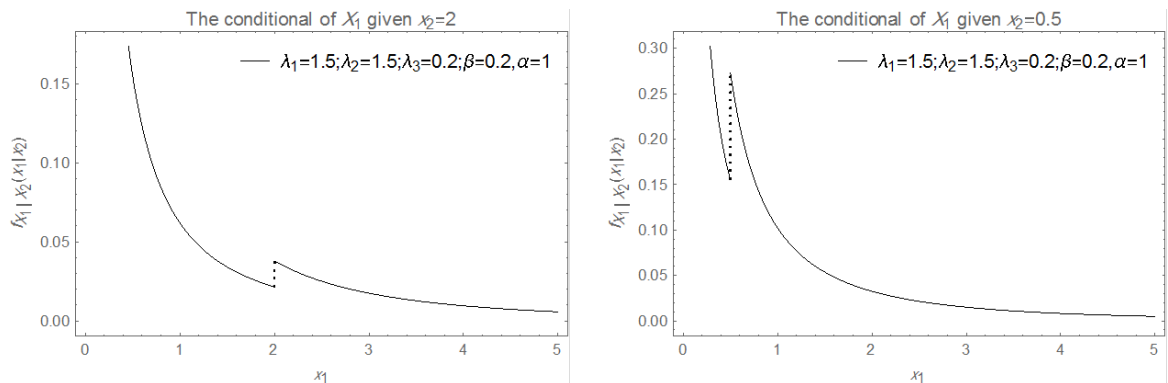 The conditional of X₁ given x₂=2
λ₁=1.5;λ₂=1.5;λ₃=0.2;β=0.2,α=1
0.15
0.10
0.05
0.00
f_{X₁|X₂}(x₁|x₂)
0 1 2 3 4 5
x₁
The conditional of X₁ given x₂=0.5
λ₁=1.5;λ₂=1.5;λ₃=0.2;β=0.2,α=1
0.30
0.25
0.20
0.15
0.10
0.05
0.00
f_{X₁|X₂}(x₁|x₂)
0 1 2 3 4 5
x₁